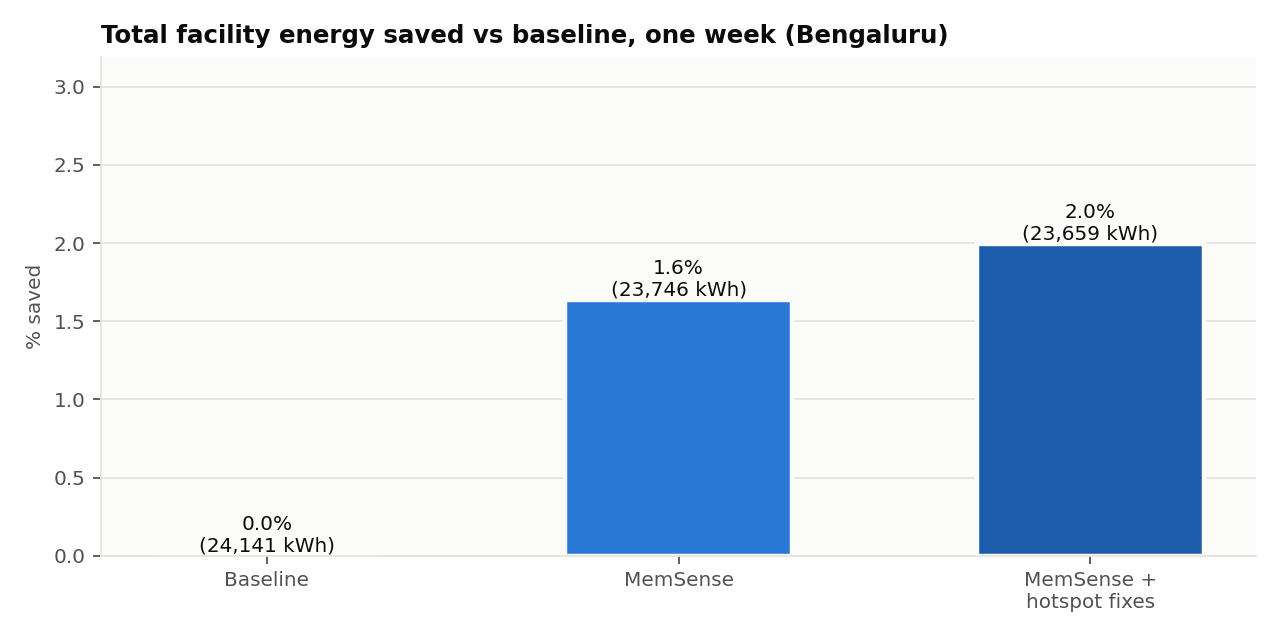 Total facility energy saved vs baseline, one week (Bengaluru)
% saved
3.0
2.5
2.0
1.5
1.0
0.5
0.0
0.0%
(24,141 kWh)
1.6%
(23,746 kWh)
2.0%
(23,659 kWh)
Baseline
MemSense
MemSense +
hotspot fixes